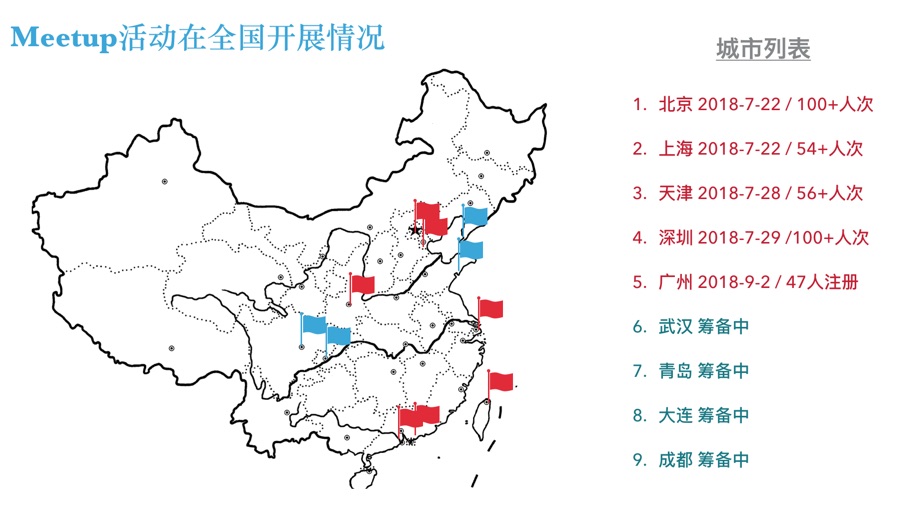 Meetup活动在全国开展情况
城市列表
1. 北京 2018-7-22 / 100+人次
2. 上海 2018-7-22 / 54+人次
3. 天津 2018-7-28 / 56+人次
4. 深圳 2018-7-29 /100+人次
5. 广州 2018-9-2 / 47人注册
6. 武汉 筹备中
7. 青岛 筹备中
8. 大连 筹备中
9. 成都 筹备中